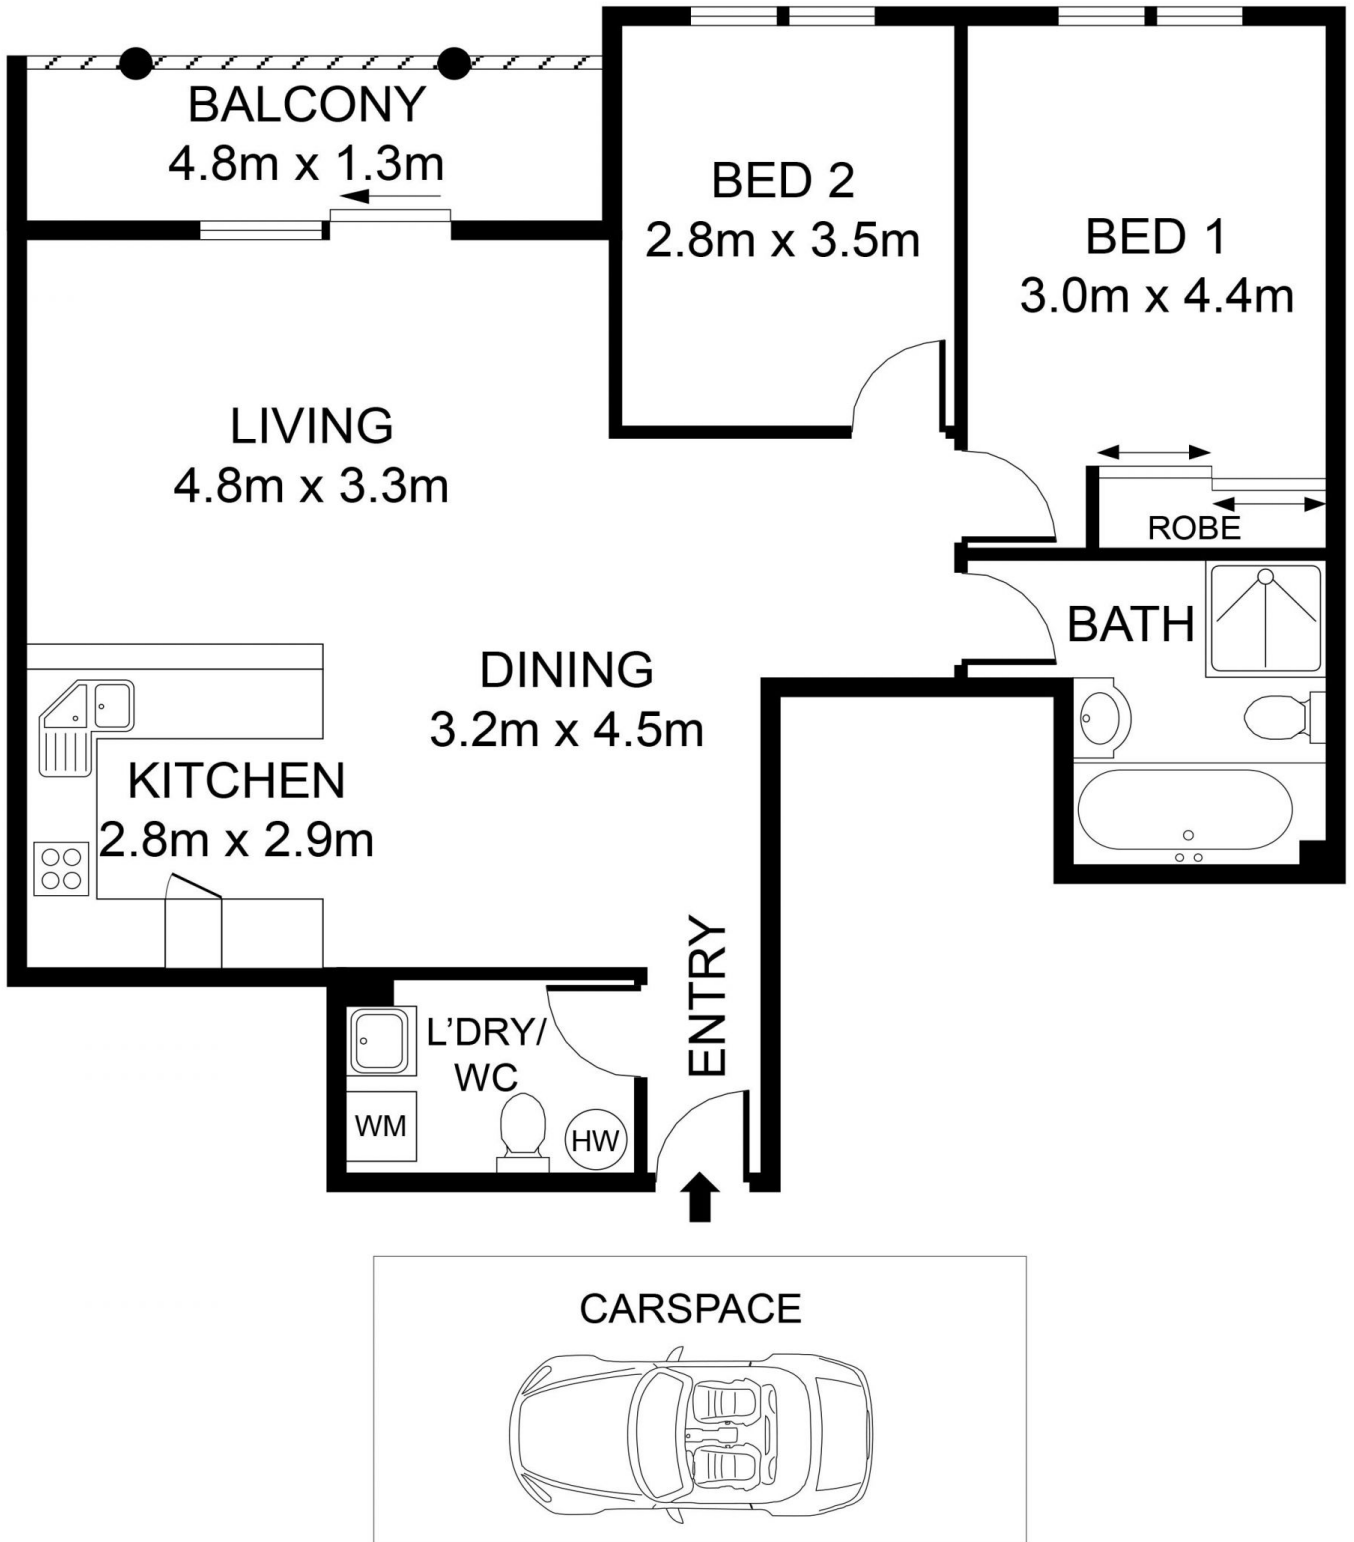 BALCONY
4.8m x 1.3m
BED 2
2.8m x 3.5m
BED 1
3.0m x 4.4m
LIVING
4.8m x 3.3m
ROBE
BATH
DINING
3.2m x 4.5m
KITCHEN
2.8m x 2.9m
ENTRY
L'DRY/
WC
WM
HW
CARSPACE